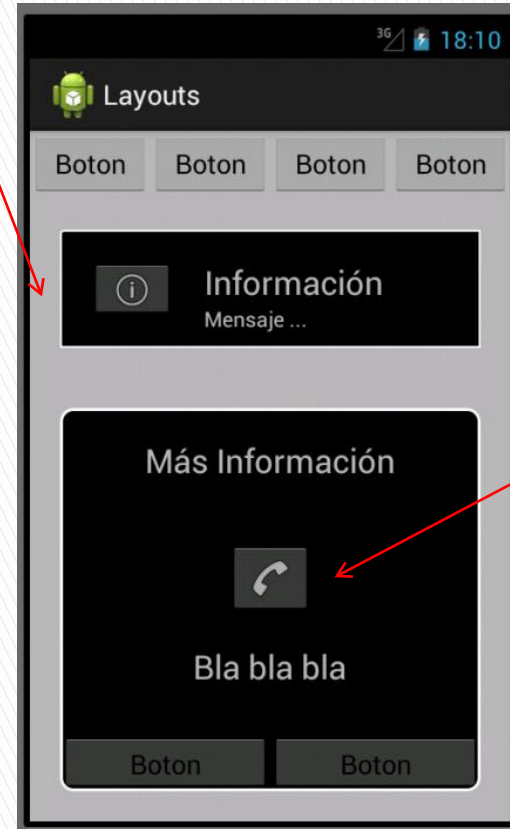 3G 18:10
Layouts
Boton Boton Boton Boton
Información
Mensaje ...
Más Información
Bla bla bla
Boton Boton